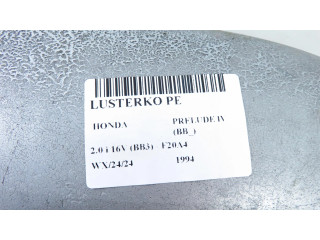 LUSTERKO PE
HONDA PRELUDE IV
(BB_)
2.0 i 16V (BB3) F20A4
WX/24/24 1994